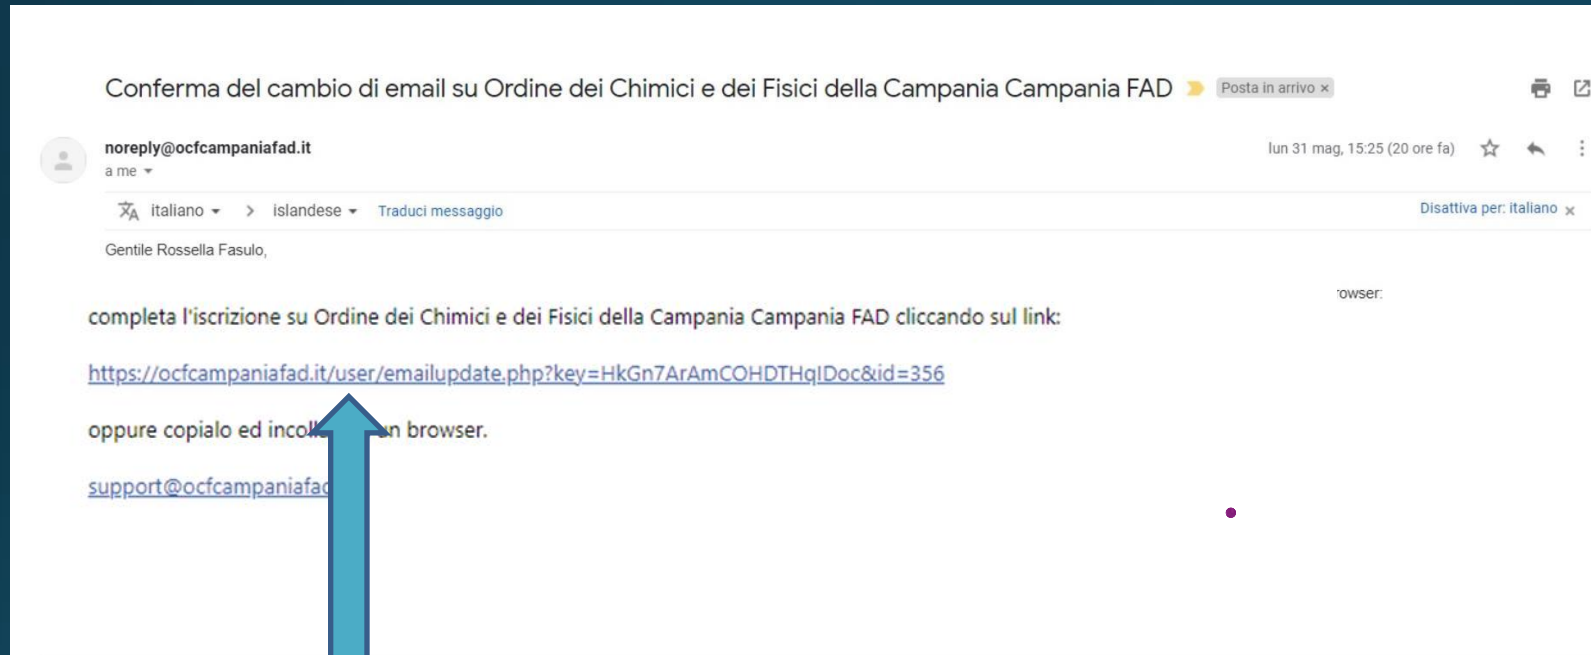 Conferma del cambio di email su Ordine dei Chimici e dei Fisici della Campania Campania FAD Posta in arrivo ×
noreply@ocfcampaniafad.it
lun 31 mag, 15:25 (20 ore fa)
a me
italiano > islandese Traduci messaggio
Disattiva per: italiano ×
Gentile Rossella Fasulo,
rowser:
completa l'iscrizione su Ordine dei Chimici e dei Fisici della Campania Campania FAD cliccando sul link:
https://ocfcampaniafad.it/user/emailupdate.php?key=HkGn7ArAmCOHDTHqIDoc&id=356
oppure copialo ed un browser.
support@ocfcampaniafad